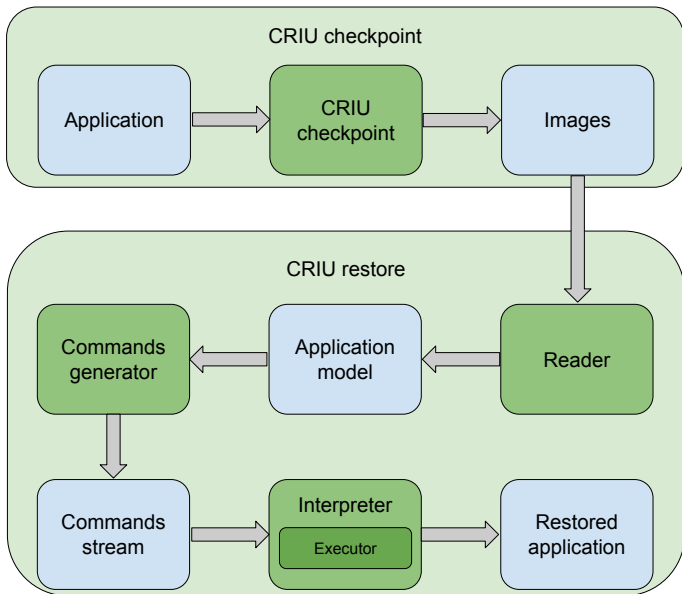 CRIU checkpoint
Application
CRIU
checkpoint
Images
CRIU restore
Commands
generator
Application
model
Reader
Commands
stream
Interpreter
Executor
Restored
application